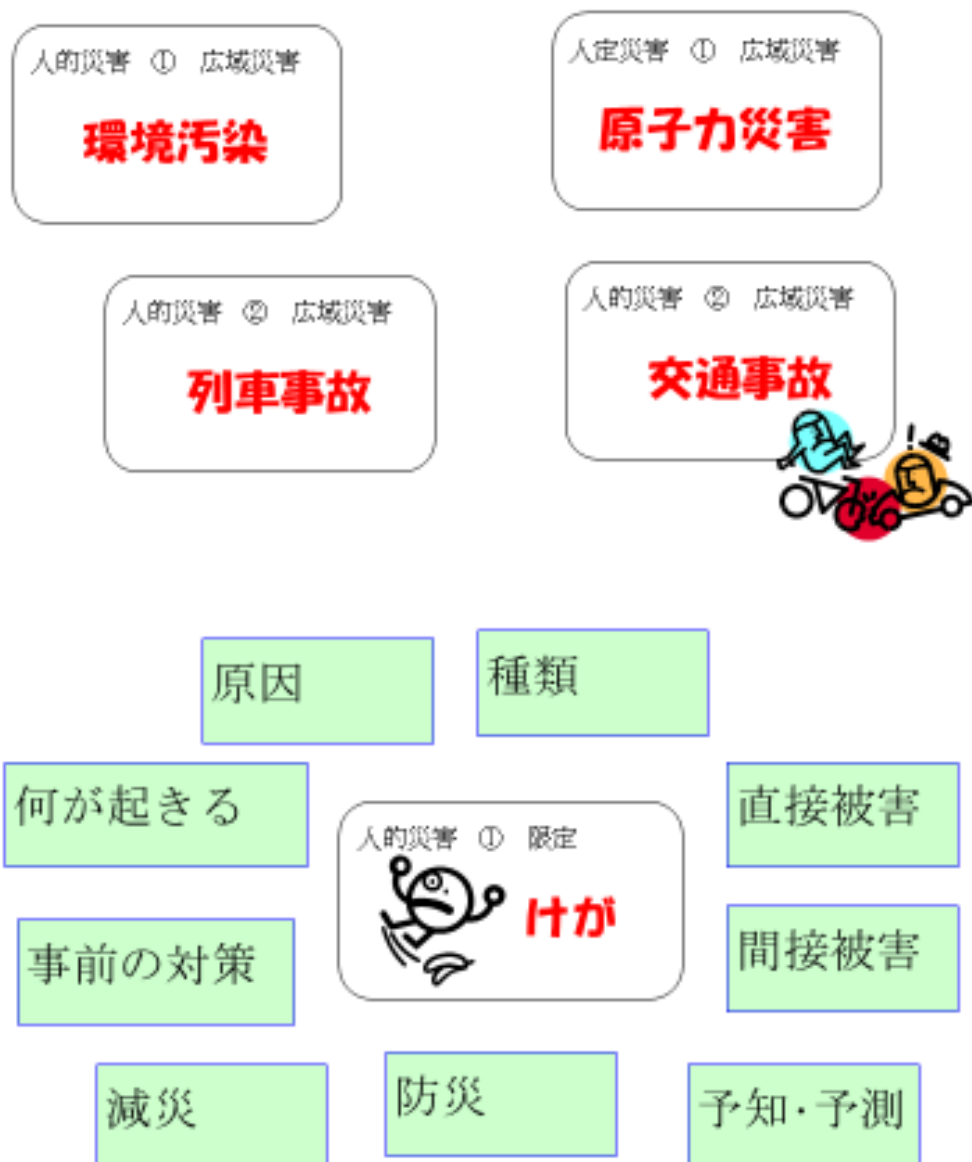 人的災害 ① 広域災害
環境汚染
人定災害 ① 広域災害
原子力災害
人的災害 ② 広域災害
列車事故
人的災害 ② 広域災害
交通事故
!
原因
種類
何が起きる
人的災害 ① 限定
けが
直接被害
事前の対策
間接被害
減災
防災
予知・予測